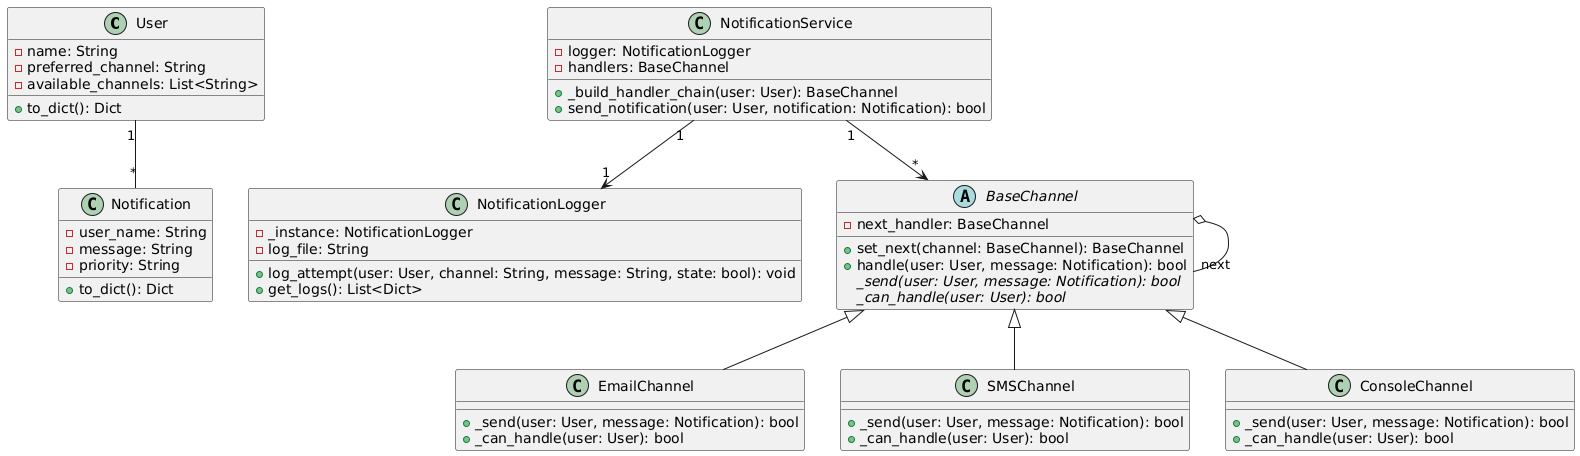 C User
name: String
preferred_channel: String
available_channels: List<String>
to_dict(): Dict
C NotificationService
logger: NotificationLogger
handlers: BaseChannel
_build_handler_chain(user: User): BaseChannel
send_notification(user: User, notification: Notification): bool
1
*
1
1
1
*
C Notification
user_name: String
message: String
priority: String
to_dict(): Dict
C NotificationLogger
_instance: NotificationLogger
log_file: String
log_attempt(user: User, channel: String, message: String, state: bool): void
get_logs(): List<Dict>
A BaseChannel
next_handler: BaseChannel
set_next(channel: BaseChannel): BaseChannel
handle(user: User, message: Notification): bool
_send(user: User, message: Notification): bool
_can_handle(user: User): bool
next
C EmailChannel
_send(user: User, message: Notification): bool
_can_handle(user: User): bool
C SMSChannel
_send(user: User, message: Notification): bool
_can_handle(user: User): bool
C ConsoleChannel
_send(user: User, message: Notification): bool
_can_handle(user: User): bool